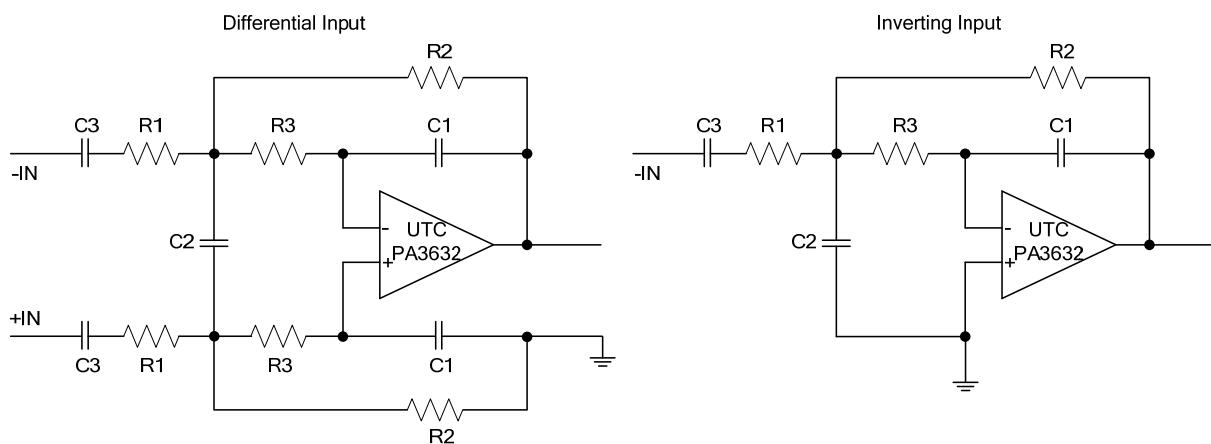 Differential Input
R2
C3
R1
R3
C1
-IN
-
UTC
PA3632
+
C2
+IN
C3
R1
R3
C1
R2
Inverting Input
R2
C3
R1
R3
C1
-IN
-
UTC
PA3632
+
C2